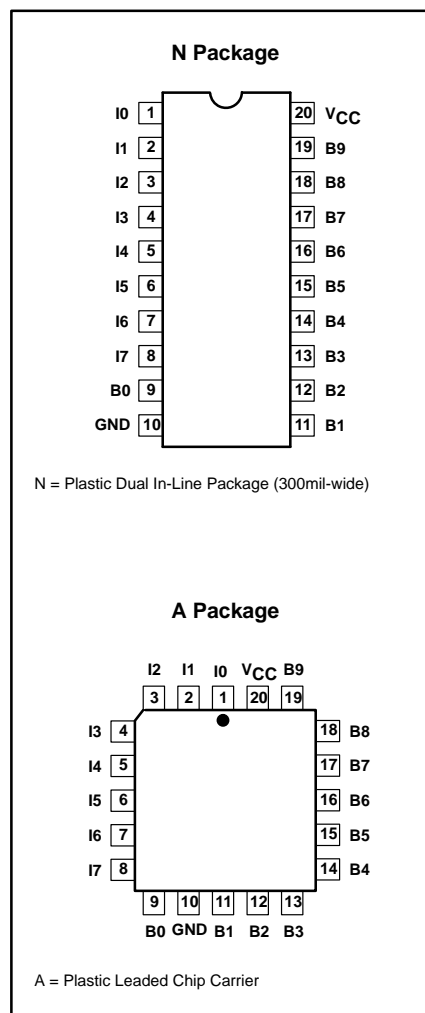 N Package
I0 1 20 VCC
I1 2 19 B9
I2 3 18 B8
I3 4 17 B7
I4 5 16 B6
I5 6 15 B5
I6 7 14 B4
I7 8 13 B3
B0 9 12 B2
GND 10 11 B1
N = Plastic Dual In-Line Package (300mil-wide)
A Package
I2 I1 I0 VCC B9
3 2 1 20 19
I3 4 18 B8
I4 5 17 B7
I5 6 16 B6
I6 7 15 B5
I7 8 14 B4
9 10 11 12 13
B0 GND B1 B2 B3
A = Plastic Leaded Chip Carrier